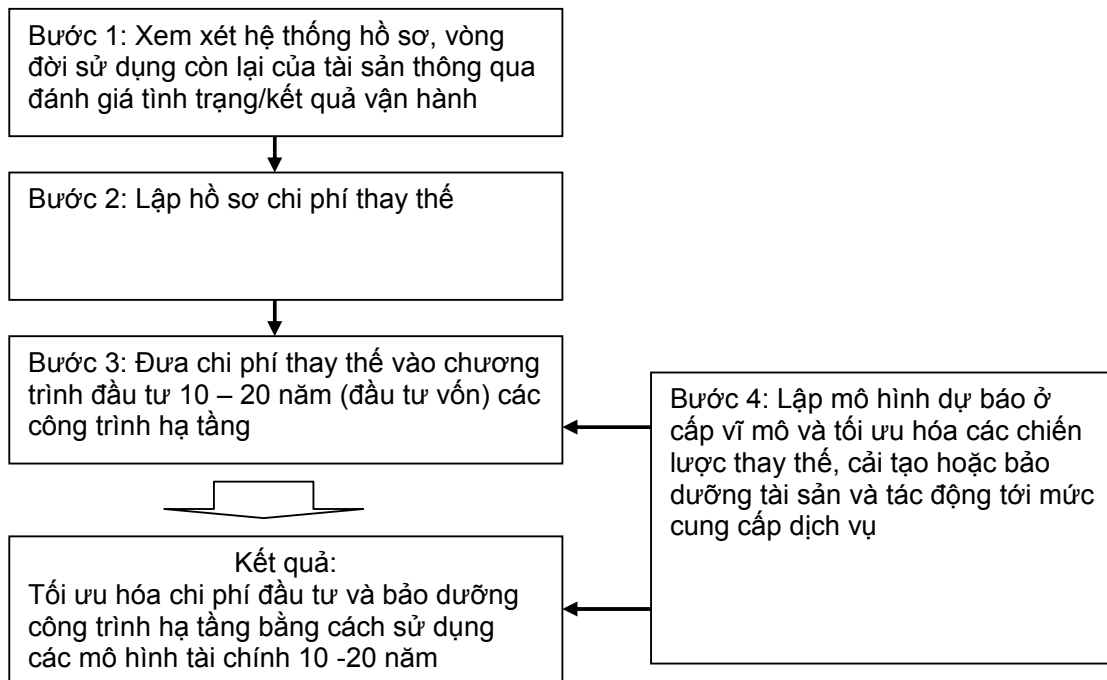 Bước 1: Xem xét hệ thống hồ sơ, vòng
đời sử dụng còn lại của tài sản thông qua
đánh giá tình trạng/kết quả vận hành
Bước 2: Lập hồ sơ chi phí thay thế
Bước 3: Đưa chi phí thay thế vào chương
trình đầu tư 10 – 20 năm (đầu tư vốn) các
công trình hạ tầng
Bước 4: Lập mô hình dự báo ở
cấp vĩ mô và tối ưu hóa các chiến
lược thay thế, cải tạo hoặc bảo
dưỡng tài sản và tác động tới mức
cung cấp dịch vụ
Kết quả:
Tối ưu hóa chi phí đầu tư và bảo dưỡng
công trình hạ tầng bằng cách sử dụng
các mô hình tài chính 10 -20 năm